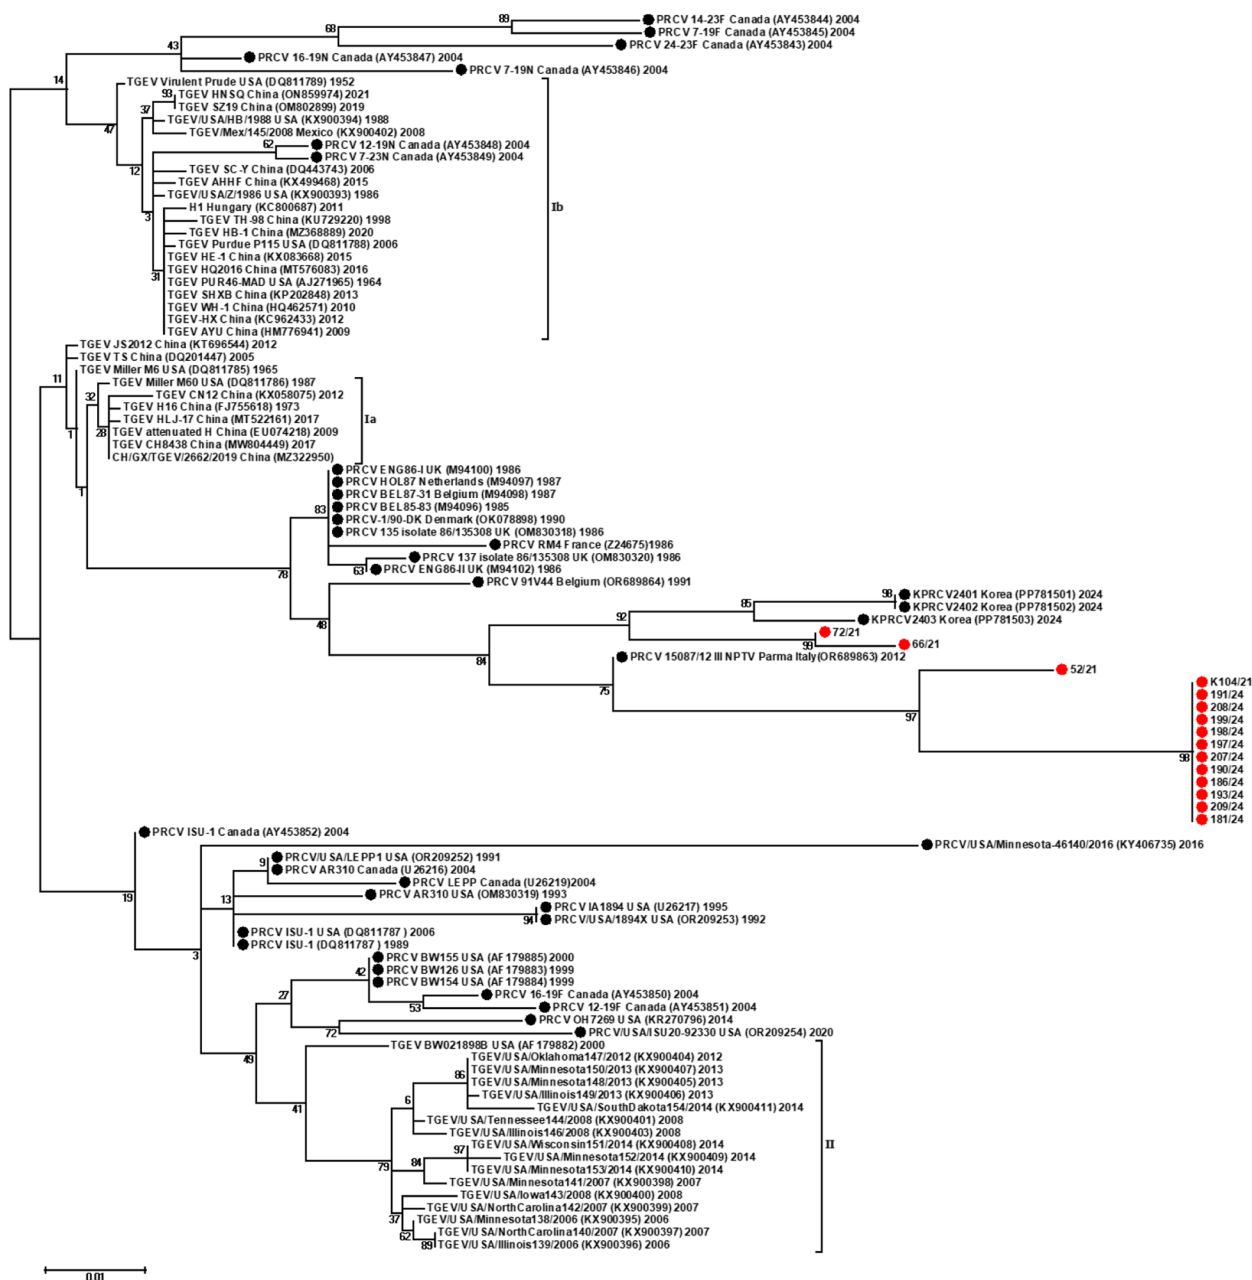 89
PRCV 14-23F Canada (AY453844) 2004
68
PRCV 7-19F Canada (AY453845) 2004
43
PRCV 24-23F Canada (AY453843) 2004
PRCV 16-19N Canada (AY453847) 2004
PRCV 7-19N Canada (AY453846) 2004
14
TGEV Virulent Prude USA (DQ811789) 1952
93
TGEV HNSQ China (ON859974) 2021
37
TGEV SZ19 China (OM802899) 2019
47
TGEV/USA/HB/1988 USA (KX900394) 1988
TGEV/Mex/145/2008 Mexico (KX900402) 2008
62
PRCV 12-19N Canada (AY453848) 2004
PRCV 7-23N Canada (AY453849) 2004
12
TGEV SC-Y China (DQ443743) 2006
TGEV AHHF China (KX499468) 2015
TGEV/USA/Z/1986 USA (KX900393) 1986
H1 Hungary (KC800687) 2011
Ib
3
TGEV TH-98 China (KU729220) 1998
TGEV HB-1 China (MZ368889) 2020
TGEV Purdue P115 USA (DQ811788) 2006
TGEV HE-1 China (KX083668) 2015
31
TGEV HQ2016 China (MT576083) 2016
TGEV PUR46-MAD USA (AJ271965) 1964
TGEV SHXB China (KP202848) 2013
TGEV WH-1 China (HQ462571) 2010
TGEV-HX China (KC962433) 2012
TGEV AYU China (HM776941) 2009
TGEV JS2012 China (KT696544) 2012
TGEV TS China (DQ201447) 2005
11
TGEV Miller M6 USA (DQ811785) 1965
TGEV Miller M60 USA (DQ811786) 1987
32
TGEV CN12 China (KX058075) 2012
TGEV H16 China (FJ755618) 1973
TGEV HLJ-17 China (MT522161) 2017
Ia
1
28
TGEV attenuated H China (EU074218) 2009
TGEV CH8438 China (MW804449) 2017
CH/GX/TGEV/2662/2019 China (MZ322950)
PRCV ENG86-I UK (M94100) 1986
PRCV HOL87 Netherlands (M94097) 1987
1
PRCV BEL87-31 Belgium (M94098) 1987
83
PRCV BEL85-83 (M94096) 1985
PRCV-1/90-DK Denmark (OK078898) 1990
PRCV 135 isolate 86/135308 UK (OM830318) 1986
PRCV RM4 France (Z24675)1986
PRCV 137 isolate 86/135308 UK (OM830320) 1986
78
63
PRCV ENG86-II UK (M94102) 1986
PRCV 91V44 Belgium (OR689864) 1991
98
KPRCV2401 Korea (PP781501) 2024
85
KPRCV2402 Korea (PP781502) 2024
92
KPRCV2403 Korea (PP781503) 2024
48
72/21
99
66/21
84
PRCV 15087/12 III NPTV Parma Italy(OR689863) 2012
52/21
75
K104/21
191/24
208/24
97
199/24
198/24
197/24
98
207/24
190/24
186/24
193/24
209/24
181/24
PRCV ISU-1 Canada (AY453852) 2004
PRCV/USA/Minnesota-46140/2016 (KY406735) 2016
9
PRCV/USA/LEPP1 USA (OR209252) 1991
PRCV AR310 Canada (U26216) 2004
PRCV LEPP Canada (U26219)2004
19
13
PRCV AR310 USA (OM830319) 1993
PRCV IA1894 USA (U26217) 1995
94
PRCV/USA/1894X USA (OR209253) 1992
PRCV ISU-1 USA (DQ811787 ) 2006
PRCV ISU-1 (DQ811787 ) 1989
3
PRCV BW155 USA (AF179885) 2000
42
PRCV BW126 USA (AF179883) 1999
PRCV BW154 USA (AF179884) 1999
27
PRCV 16-19F Canada (AY453850) 2004
53
PRCV 12-19F Canada (AY453851) 2004
PRCV OH7269 USA (KR270796) 2014
72
PRCV/USA/ISU20-92330 USA (OR209254) 2020
TGEV BW021898B USA (AF179882) 2000
49
TGEV/USA/Oklahoma147/2012 (KX900404) 2012
TGEV/USA/Minnesota150/2013 (KX900407) 2013
86
TGEV/USA/Minnesota148/2013 (KX900405) 2013
TGEV/USA/Illinois149/2013 (KX900406) 2013
41
6
TGEV/USA/SouthDakota154/2014 (KX900411) 2014
TGEV/USA/Tennessee144/2008 (KX900401) 2008
TGEV/USA/Illinois146/2008 (KX900403) 2008
II
TGEV/USA/Wisconsin151/2014 (KX900408) 2014
97
TGEV/USA/Minnesota152/2014 (KX900409) 2014
79
84
TGEV/USA/Minnesota153/2014 (KX900410) 2014
TGEV/USA/Minnesota141/2007 (KX900398) 2007
TGEV/USA/Iowa143/2008 (KX900400) 2008
TGEV/USA/NorthCarolina142/2007 (KX900399) 2007
37
TGEV/USA/Minnesota138/2006 (KX900395) 2006
62
TGEV/USA/NorthCarolina140/2007 (KX900397) 2007
89
TGEV/USA/Illinois139/2006 (KX900396) 2006
0.01